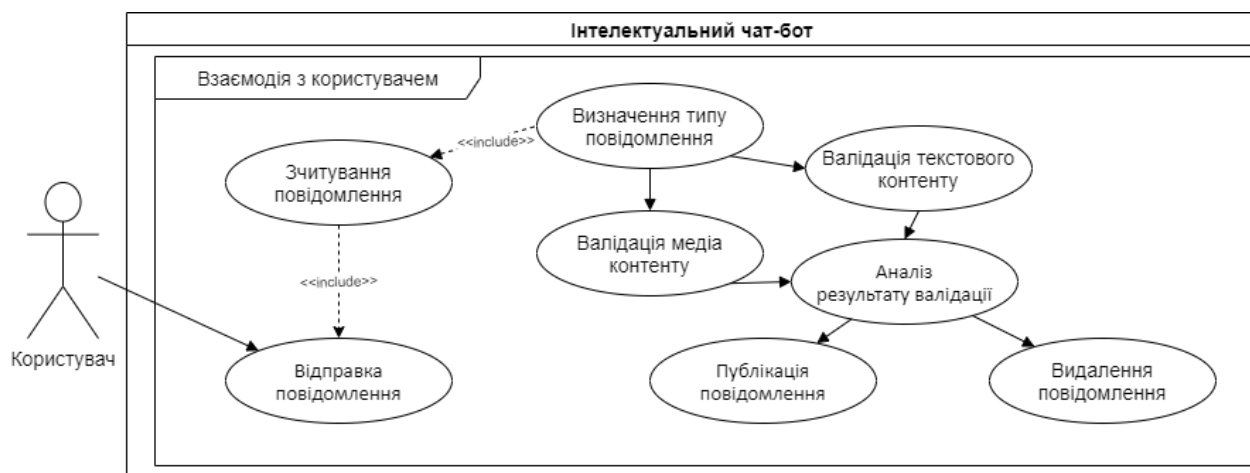 Інтелектуальний чат-бот
Взаємодія з користувачем
Визначення типу
повідомлення
<<include>>
Зчитування
повідомлення
Валідація текстового
контенту
Валідація медіа
контенту
Аналіз
результату валідації
<<include>>
Користувач
Відправка
повідомлення
Публікація
повідомлення
Видалення
повідомлення